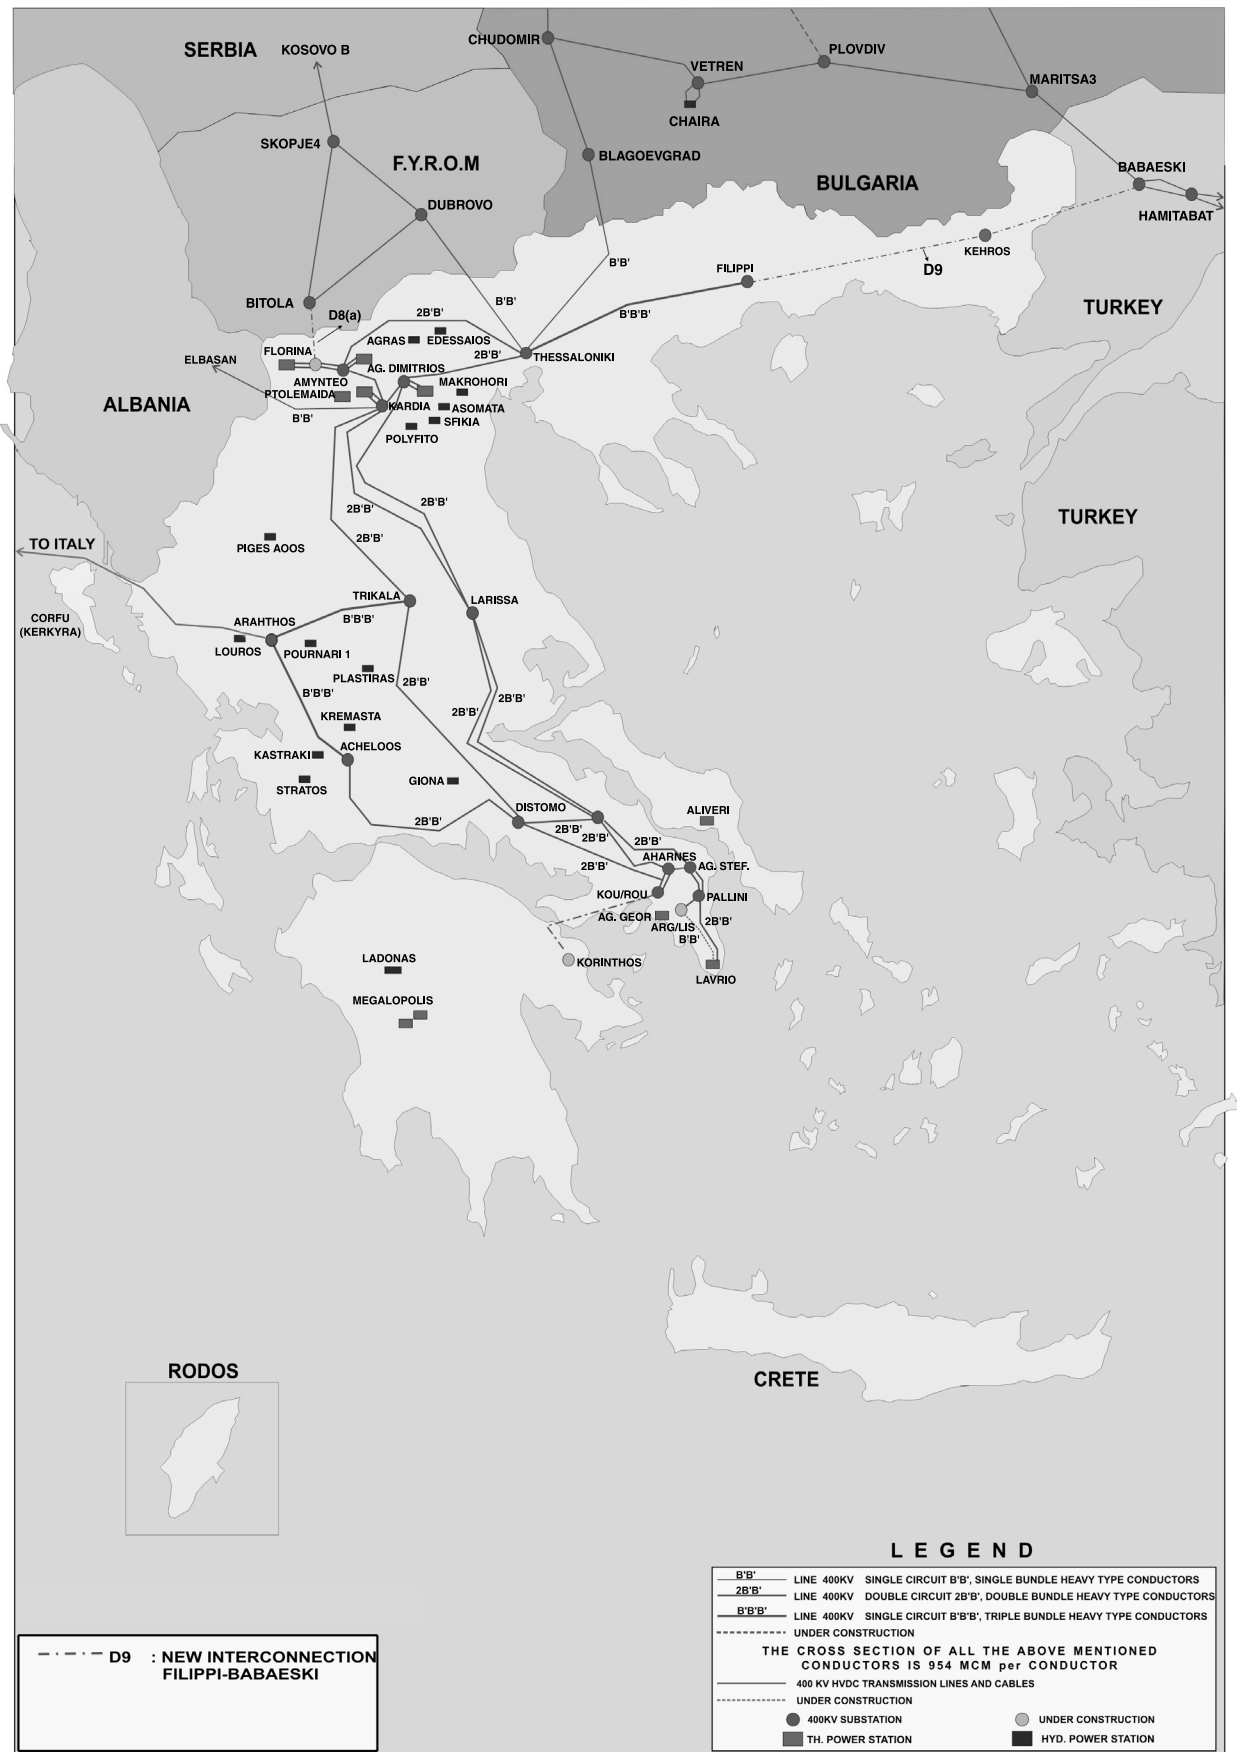 SERBIA
KOSOVO B
CHUDOMIR
VETREN
PLOVDIV
MARITSA3
CHAIRA
SKOPJE4
F.Y.R.O.M
BLAGOEVGRAD
BULGARIA
BABAESKI
HAMITABAT
DUBROVO
KEHROS
B'B'
FILIPPI
D9
TURKEY
BITOLA
B'B'
B'B'B'
2B'B'
D8(a)
AGRAS
EDESSAIOS
2B'B'
THESSALONIKI
FLORINA
ELBASAN
AG. DIMITRIOS
AMYNTEO
PTOLEMAIDA
MAKROHORI
ALBANIA
KARDIA
ASOMATA
B'B'
SFIKIA
POLYFITO
2B'B'
2B'B'
TURKEY
2B'B'
TO ITALY
PIGES AOOS
TRIKALA
LARISSA
CORFU
(KERKYRA)
ARAHTHOS
B'B'B'
LOUROS
POURNARI 1
PLASTIRAS
2B'B'
B'B'B'
2B'B'
2B'B'
KREMASTA
ACHELOOS
KASTRAKI
STRATOS
GIONA
DISTOMO
ALIVERI
2B'B'
2B'B'
2B'B'
2B'B'
AHARNES
AG. STEF.
2B'B'
KOU/ROU
PALLINI
AG. GEOR
ARG/LIS
2B'B'
B'B'
LADONAS
KORINTHOS
LAVRIO
MEGALOPOLIS
RODOS
CRETE
LEGEND
B'B' LINE 400KV SINGLE CIRCUIT B'B', SINGLE BUNDLE HEAVY TYPE CONDUCTORS
2B'B' LINE 400KV DOUBLE CIRCUIT 2B'B', DOUBLE BUNDLE HEAVY TYPE CONDUCTORS
B'B'B' LINE 400KV SINGLE CIRCUIT B'B'B', TRIPLE BUNDLE HEAVY TYPE CONDUCTORS
UNDER CONSTRUCTION
THE CROSS SECTION OF ALL THE ABOVE MENTIONED
CONDUCTORS IS 954 MCM per CONDUCTOR
400 KV HVDC TRANSMISSION LINES AND CABLES
UNDER CONSTRUCTION
400KV SUBSTATION
UNDER CONSTRUCTION
TH. POWER STATION
HYD. POWER STATION
D9 : NEW INTERCONNECTION
FILIPPI-BABAESKI